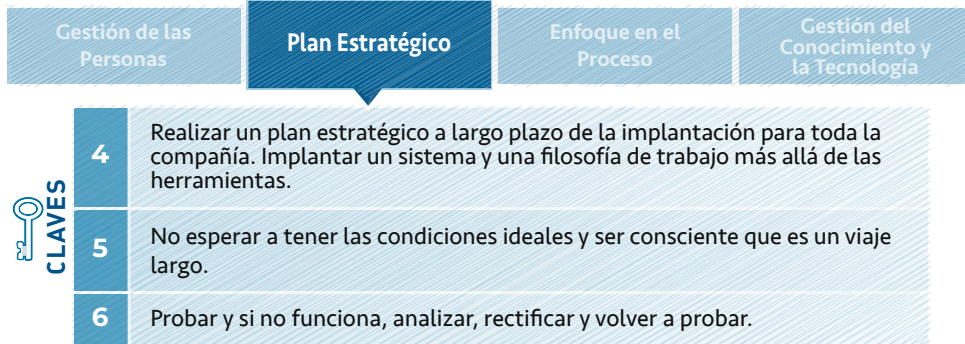 Gestión de las
Personas
Plan Estratégico
Enfoque en el
Proceso
Gestión del
Conocimiento y
la Tecnología
CLAVES
4
Realizar un plan estratégico a largo plazo de la implantación para toda la
compañía. Implantar un sistema y una filosofía de trabajo más allá de las
herramientas.
5
No esperar a tener las condiciones ideales y ser consciente que es un viaje
largo.
6
Probar y si no funciona, analizar, rectificar y volver a probar.